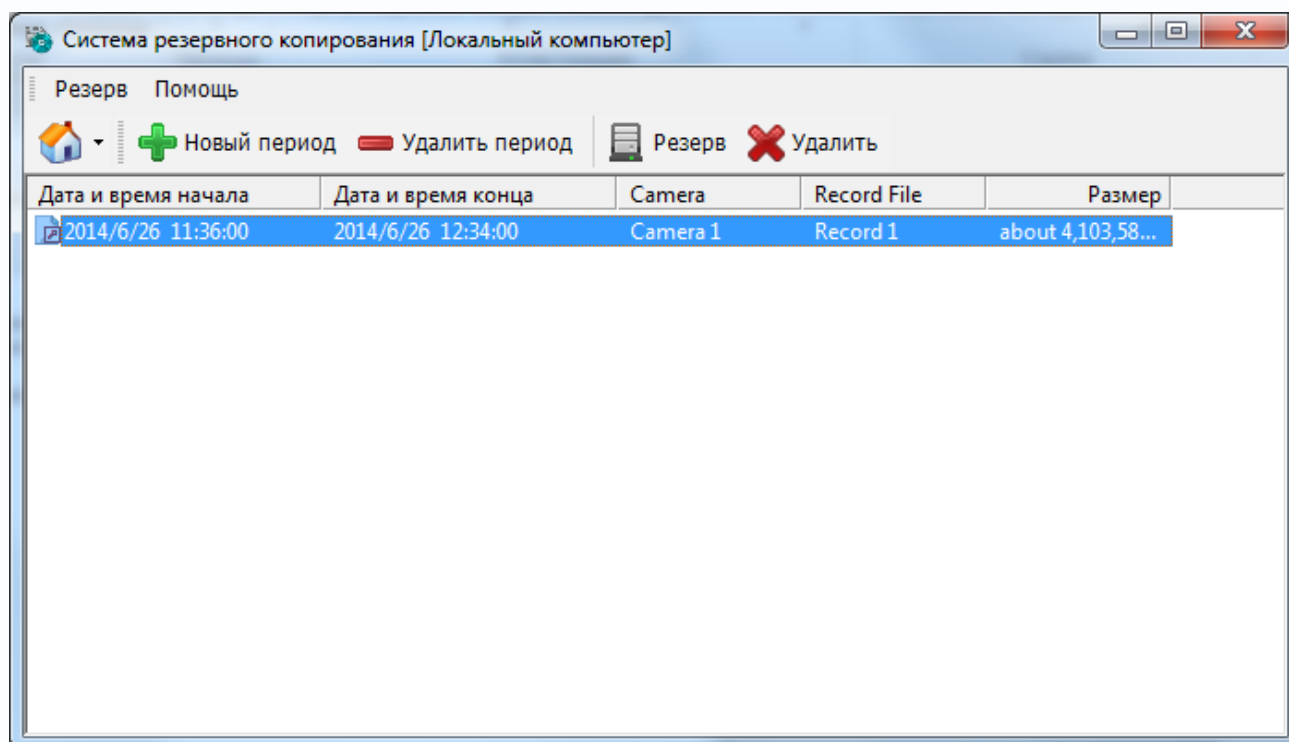 Система резервного копирования [Локальный компьютер]
Резерв Помощь
Новый период Удалить период Резерв Удалить
Дата и время начала Дата и время конца Camera Record File Размер
2014/6/26 11:36:00 2014/6/26 12:34:00 Camera 1 Record 1 about 4,103,58...